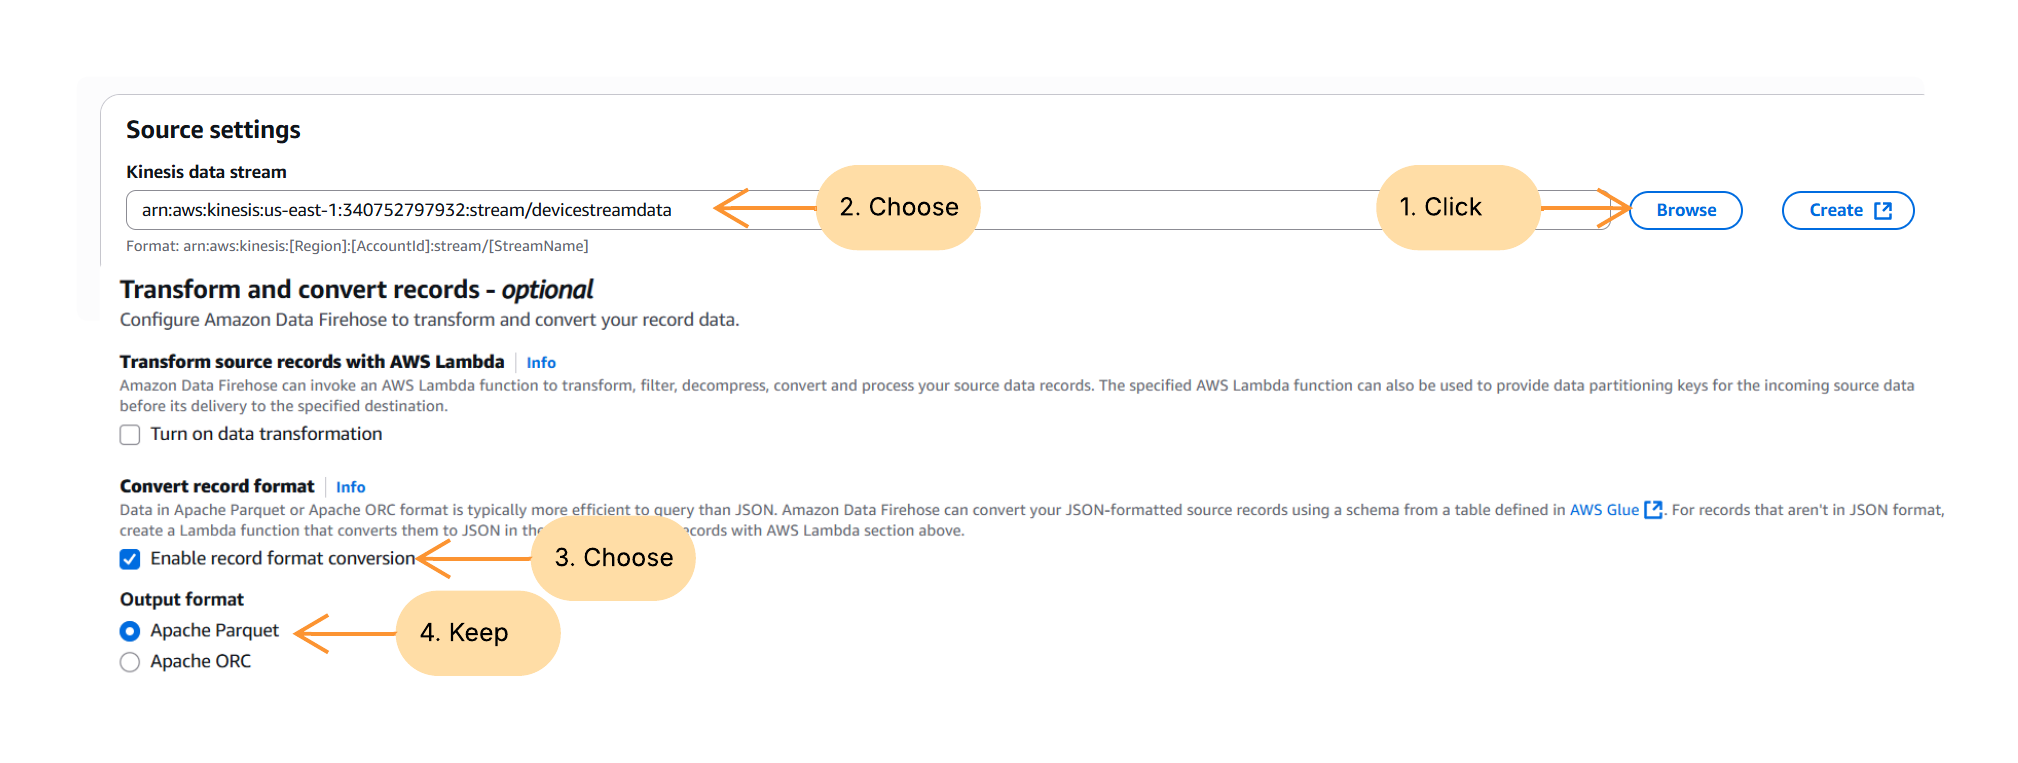 Source settings
Kinesis data stream
arn:aws:kinesis:us-east-1:340752797932:stream/devicestreamdata
2. Choose
1. Click
Browse
Create
Format: arn:aws:kinesis:[Region]:[AccountId]:stream/[StreamName]
Transform and convert records - optional
Configure Amazon Data Firehose to transform and convert your record data.
Transform source records with AWS Lambda Info
Amazon Data Firehose can invoke an AWS Lambda function to transform, filter, decompress, convert and process your source data records. The specified AWS Lambda function can also be used to provide data partitioning keys for the incoming source data
before its delivery to the specified destination.
Turn on data transformation
Convert record format Info
Data in Apache Parquet or Apache ORC format is typically more efficient to query than JSON. Amazon Data Firehose can convert your JSON-formatted source records using a schema from a table defined in AWS Glue. For records that aren't in JSON format,
create a Lambda function that converts them to JSON in the cords with AWS Lambda section above.
Enable record format conversion
3. Choose
Output format
Apache Parquet
4. Keep
Apache ORC